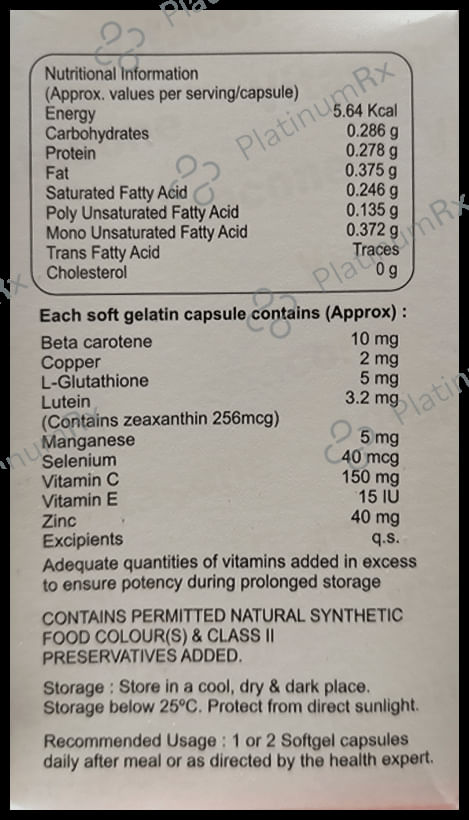 Nutritional Information
(Approx. values per serving/capsule)
Energy 5.64 Kcal
Carbohydrates 0.286 g
Protein 0.278 g
Fat 0.375 g
Saturated Fatty Acid 0.246 g
Poly Unsaturated Fatty Acid 0.135 g
Mono Unsaturated Fatty Acid 0.372 g
Trans Fatty Acid Traces
Cholesterol 0 g
Each soft gelatin capsule contains (Approx) :
Beta carotene 10 mg
Copper 2 mg
L-Glutathione 5 mg
Lutein 3.2 mg
(Contains zeaxanthin 256mcg)
Manganese 5 mg
Selenium 40 mcg
Vitamin C 150 mg
Vitamin E 15 IU
Zinc 40 mg
Excipients q.s.
Adequate quantities of vitamins added in excess
to ensure potency during prolonged storage
CONTAINS PERMITTED NATURAL SYNTHETIC
FOOD COLOUR(S) & CLASS II
PRESERVATIVES ADDED.
Storage : Store in a cool, dry & dark place.
Storage below 25ºC. Protect from direct sunlight.
Recommended Usage : 1 or 2 Softgel capsules
daily after meal or as directed by the health expert.
PlatinumRx
PlatinumRx